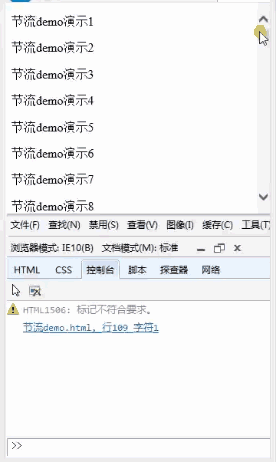 节流demo演示1
节流demo演示2
节流demo演示3
节流demo演示4
节流demo演示5
节流demo演示6
节流demo演示7
节流demo演示8
文件(F) 查找(N) 禁用(S) 查看(V) 图像(I) 缓存(C) 工具(T)
浏览器模式: IE10(B) 文档模式(M): 标准
HTML CSS 控制台 脚本 探查器 网络
HTML1506: 标记不符合要求。
节流demo.html, 行109 字符1
>>